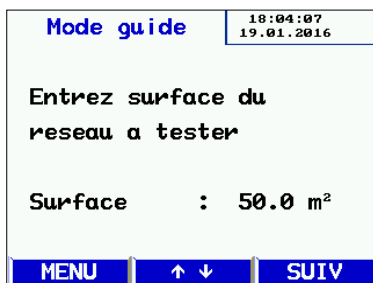 Mode guide
18:04:07
19.01.2016
Entrez surface du
reseau a tester
Surface : 50.0 m²
MENU ↑ ↓ SUIV